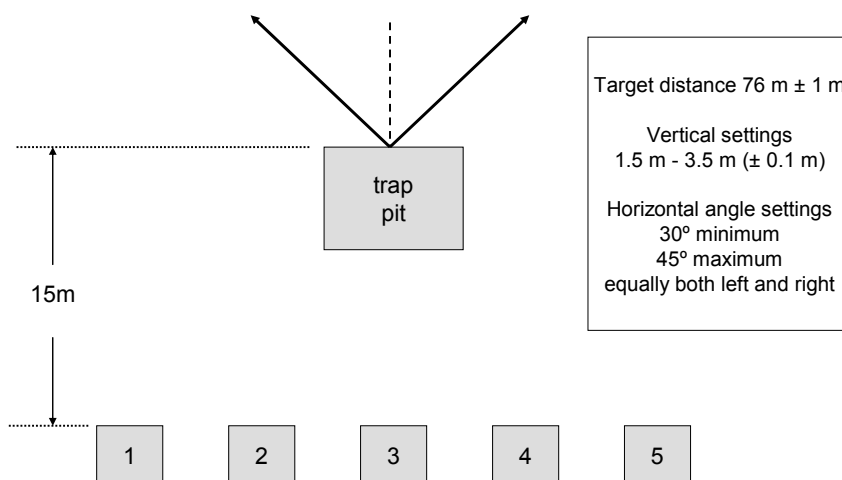 Target distance 76 m ± 1 m
Vertical settings
1.5 m - 3.5 m (± 0.1 m)
Horizontal angle settings
30º minimum
45º maximum
equally both left and right
trap
pit
15m
1 2 3 4 5